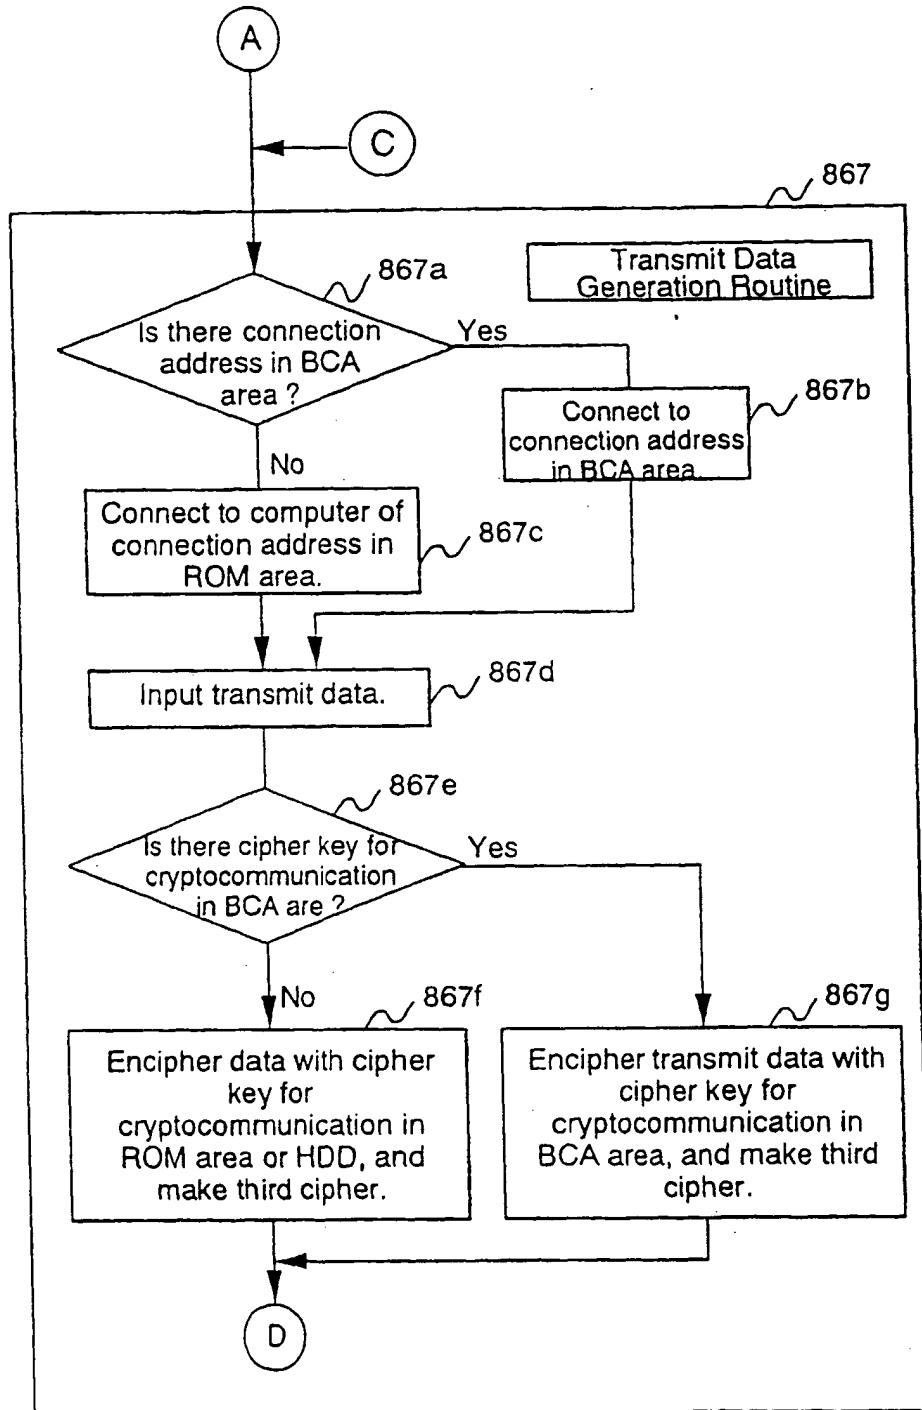 A
C
867
Transmit Data
Generation Routine
867a
Is there connection
address in BCA
area ?
Yes
867b
Connect to
connection address
in BCA area.
No
Connect to computer of
connection address in
ROM area.
867c
Input transmit data.
867d
867e
Is there cipher key for
cryptocommunication
in BCA are ?
Yes
No
867f
Encipher data with cipher
key for
cryptocommunication in
ROM area or HDD, and
make third cipher.
867g
Encipher transmit data with
cipher key for
cryptocommunication in
BCA area, and make third
cipher.
D